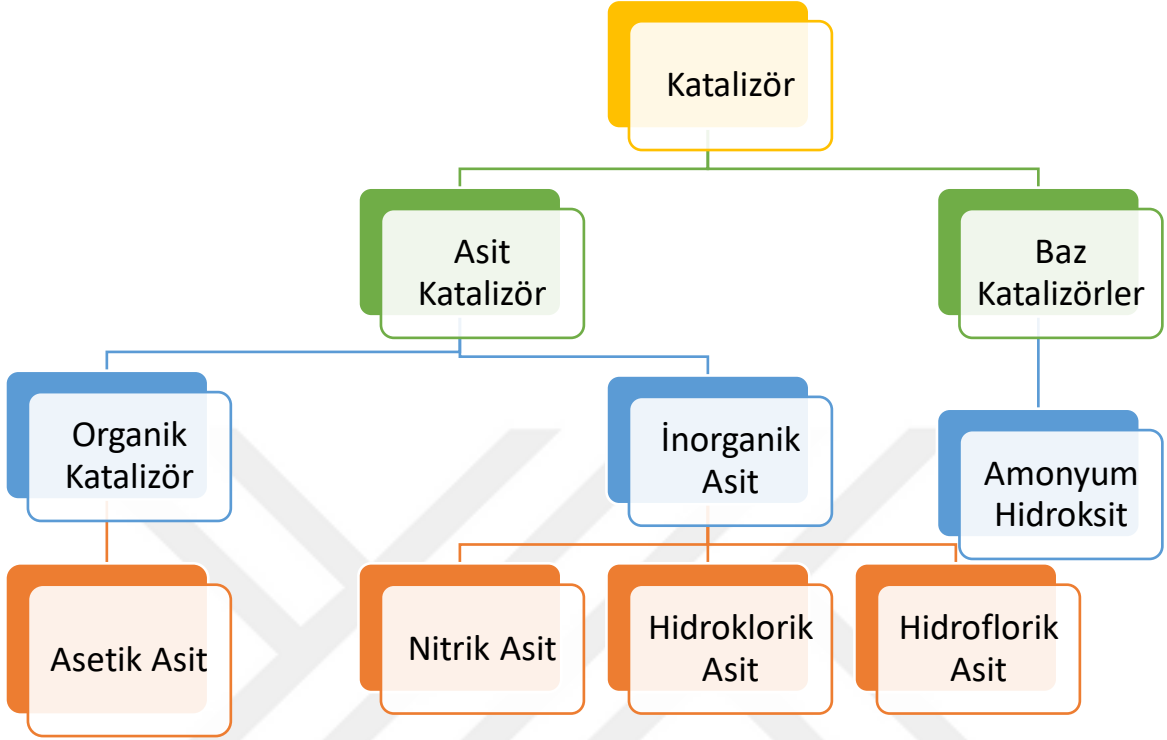 Katalizör
Asit
Katalizör
Baz
Katalizörler
Organik
Katalizör
İnorganik
Asit
Amonyum
Hidroksit
Asetik Asit
Nitrik Asit
Hidroklorik
Asit
Hidroflorik
Asit